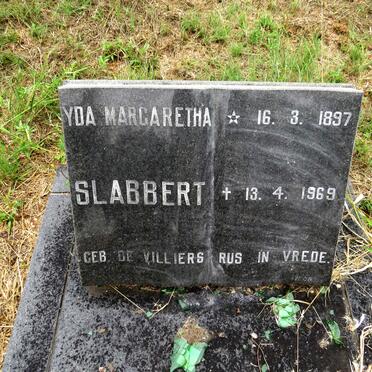 YDA MARGARETHA ☆ 16. 3. 1897
SLABBERT ✝ 13. 4. 1969
GEB. DE VILLIERS RUS IN VREDE.